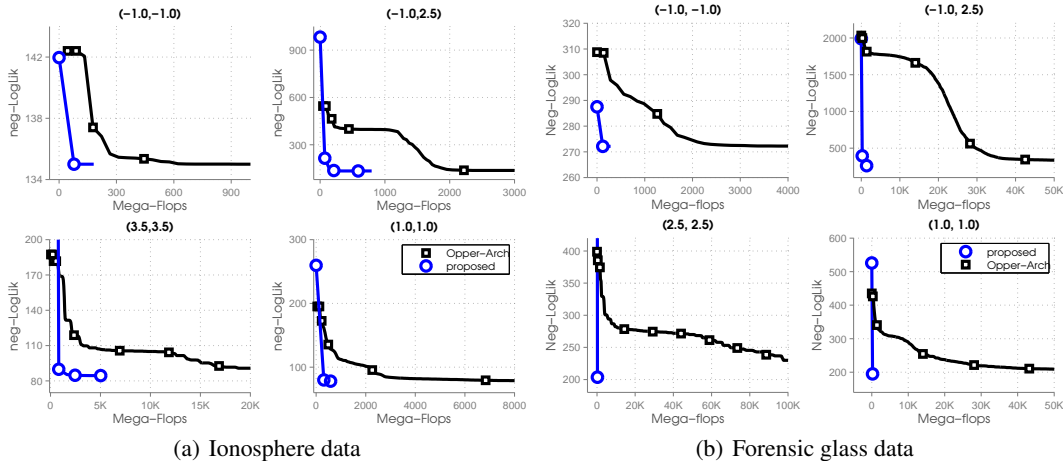 (−1.0,−1.0)
neg−LogLik
142
138
134
0 300 600 900
Mega−Flops
(−1.0,2.5)
neg−LogLik
900
600
300
0 1000 2000 3000
Mega−flops
(3.5,3.5)
neg−LogLik
200
170
140
110
80
0 5K 10K 15K 20K
Mega−flops
(1.0,1.0)
neg−LogLik
300
200
100
0 2000 4000 6000 8000
Mega−flops
Opper−Arch
proposed
(a) Ionosphere data
(−1.0, −1.0)
Neg−LogLik
320
310
300
290
280
270
260
0 1000 2000 3000 4000
Mega−flops
(−1.0, 2.5)
Neg−LogLik
2000
1500
1000
500
0 10K 20K 30K 40K 50K
Mega−flops
(2.5, 2.5)
Neg−LogLik
400
350
300
250
200
0 20K 40K 60K 80K 100K
Mega−flops
(1.0, 1.0)
Neg−LogLik
600
500
400
300
200
0 10K 20K 30K 40K 50K
Mega−flops
proposed
Opper−Arch
(b) Forensic glass data